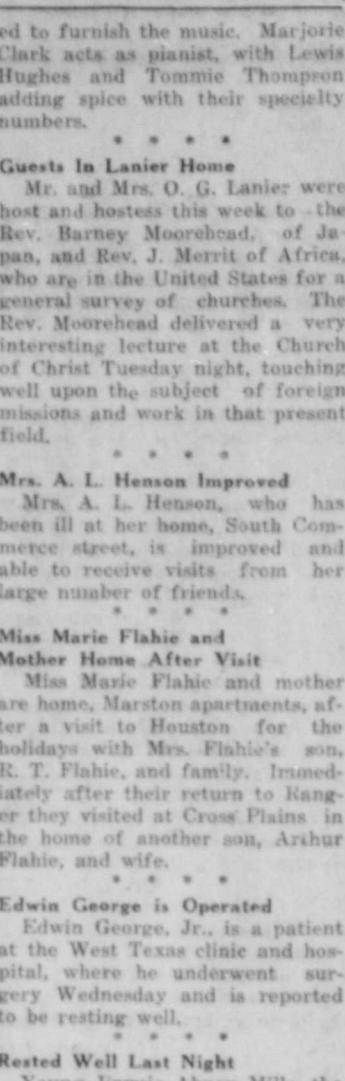 ed to furnish the music. Marjorie
Clark acts as pianist, with Lewis
Hughes and Tommie Thompson
adding spice with their specialty
numbers.
* * * *
Guests In Lanier Home
Mr. and Mrs. O. G. Lanier were
host and hostess this week to the
Rev. Barney Moorehead, of Ja-
pan, and Rev. J. Merrit of Africa,
who are in the United States for a
general survey of churches. The
Rev. Moorehead delivered a very
interesting lecture at the Church
of Christ Tuesday night, touching
well upon the subject of foreign
missions and work in that present
field.
* * * *
Mrs. A. L. Henson Improved
Mrs. A. L. Henson, who has
been ill at her home, South Com-
merce street, is improved and
able to receive visits from her
large number of friends.
* * * *
Miss Marie Flahie and
Mother Home After Visit
Miss Marie Flahie and mother
are home, Marston apartments, af-
ter a visit to Houston for the
holidays with Mrs. Flahie's son,
R. T. Flahie, and family. Immed-
iately after their return to Rang-
er they visited at Cross Plains in
the home of another son, Arthur
Flahie, and wife.
* * * *
Edwin George is Operated
Edwin George, Jr., is a patient
at the West Texas clinic and hos-
pital, where he underwent sur-
gery Wednesday and is reported
to be resting well.
* * * *
Rested Well Last Night